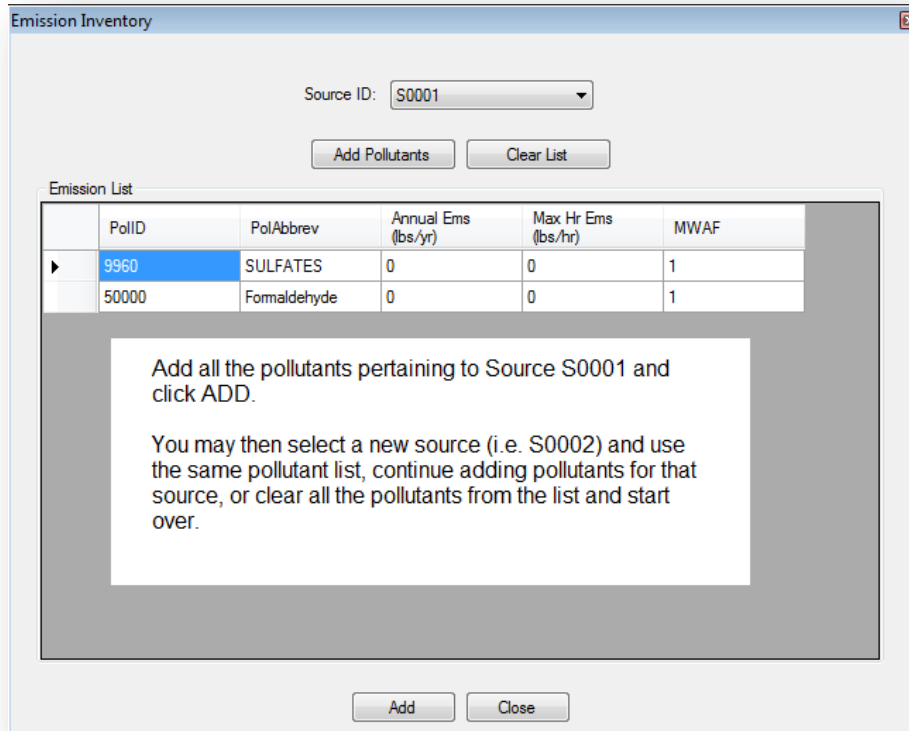 Emission Inventory
Source ID: S0001
Add Pollutants Clear List
Emission List
PollID PolAbbrev Annual Ems (lbs/yr) Max Hr Ems (lbs/hr) MWAF
9960 SULFATES 0 0 1
50000 Formaldehyde 0 0 1
Add all the pollutants pertaining to Source S0001 and
click ADD.
You may then select a new source (i.e. S0002) and use
the same pollutant list, continue adding pollutants for that
source, or clear all the pollutants from the list and start
over.
Add Close